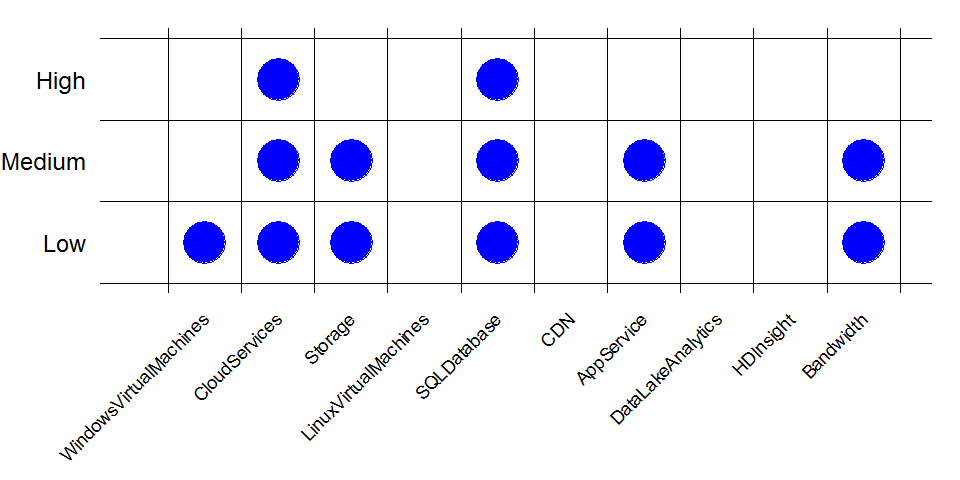 High
Medium
Low
WindowsVirtualMachines
CloudServices
Storage
LinuxVirtualMachines
SQLDatabase
CDN
AppService
DataLakeAnalytics
HDInsight
Bandwidth